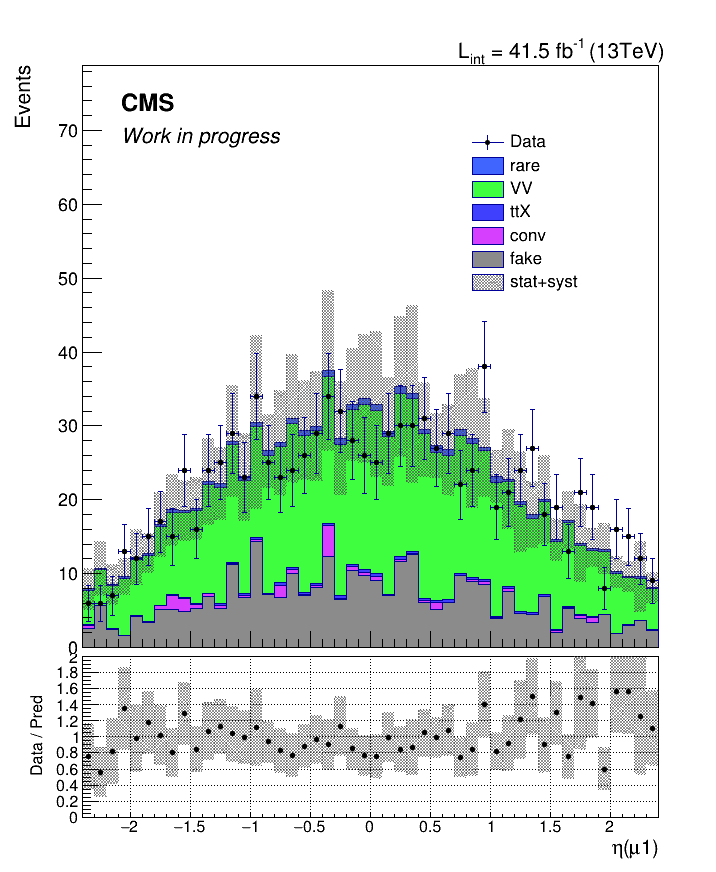 L_int = 41.5 fb^-1 (13TeV)
Events
CMS
Work in progress
Data
rare
VV
ttX
conv
fake
stat+syst
70
60
50
40
30
20
10
0
Data / Pred
2
1.8
1.6
1.4
1.2
1
0.8
0.6
0.4
0.2
0
−2 −1.5 −1 −0.5 0 0.5 1 1.5 2
η(μ1)